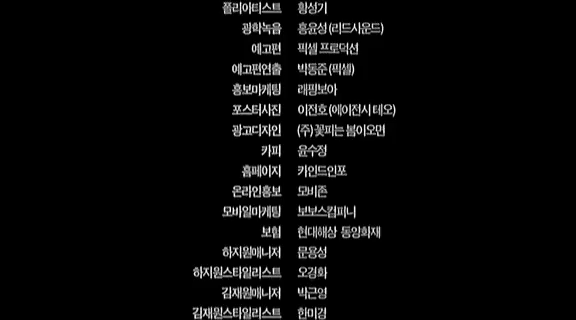 폴리아티스트 황성기
광학녹음 홍윤성 (리드사운드)
예고편 픽셀 프로덕션
예고편연출 박동준 (픽셀)
홍보마케팅 래핑보아
포스터사진 이전호 (에이전시 테오)
광고디자인 (주) 꽃피는 봄이오면
카피 윤수정
홈페이지 카인드인포
온라인홍보 모비존
모바일마케팅 보보스컴퍼니
보험 현대해상 동양화재
하지원매니저 문용성
하지원스타일리스트 오경화
김재원매니저 박근영
김재원스타일리스트 한미경